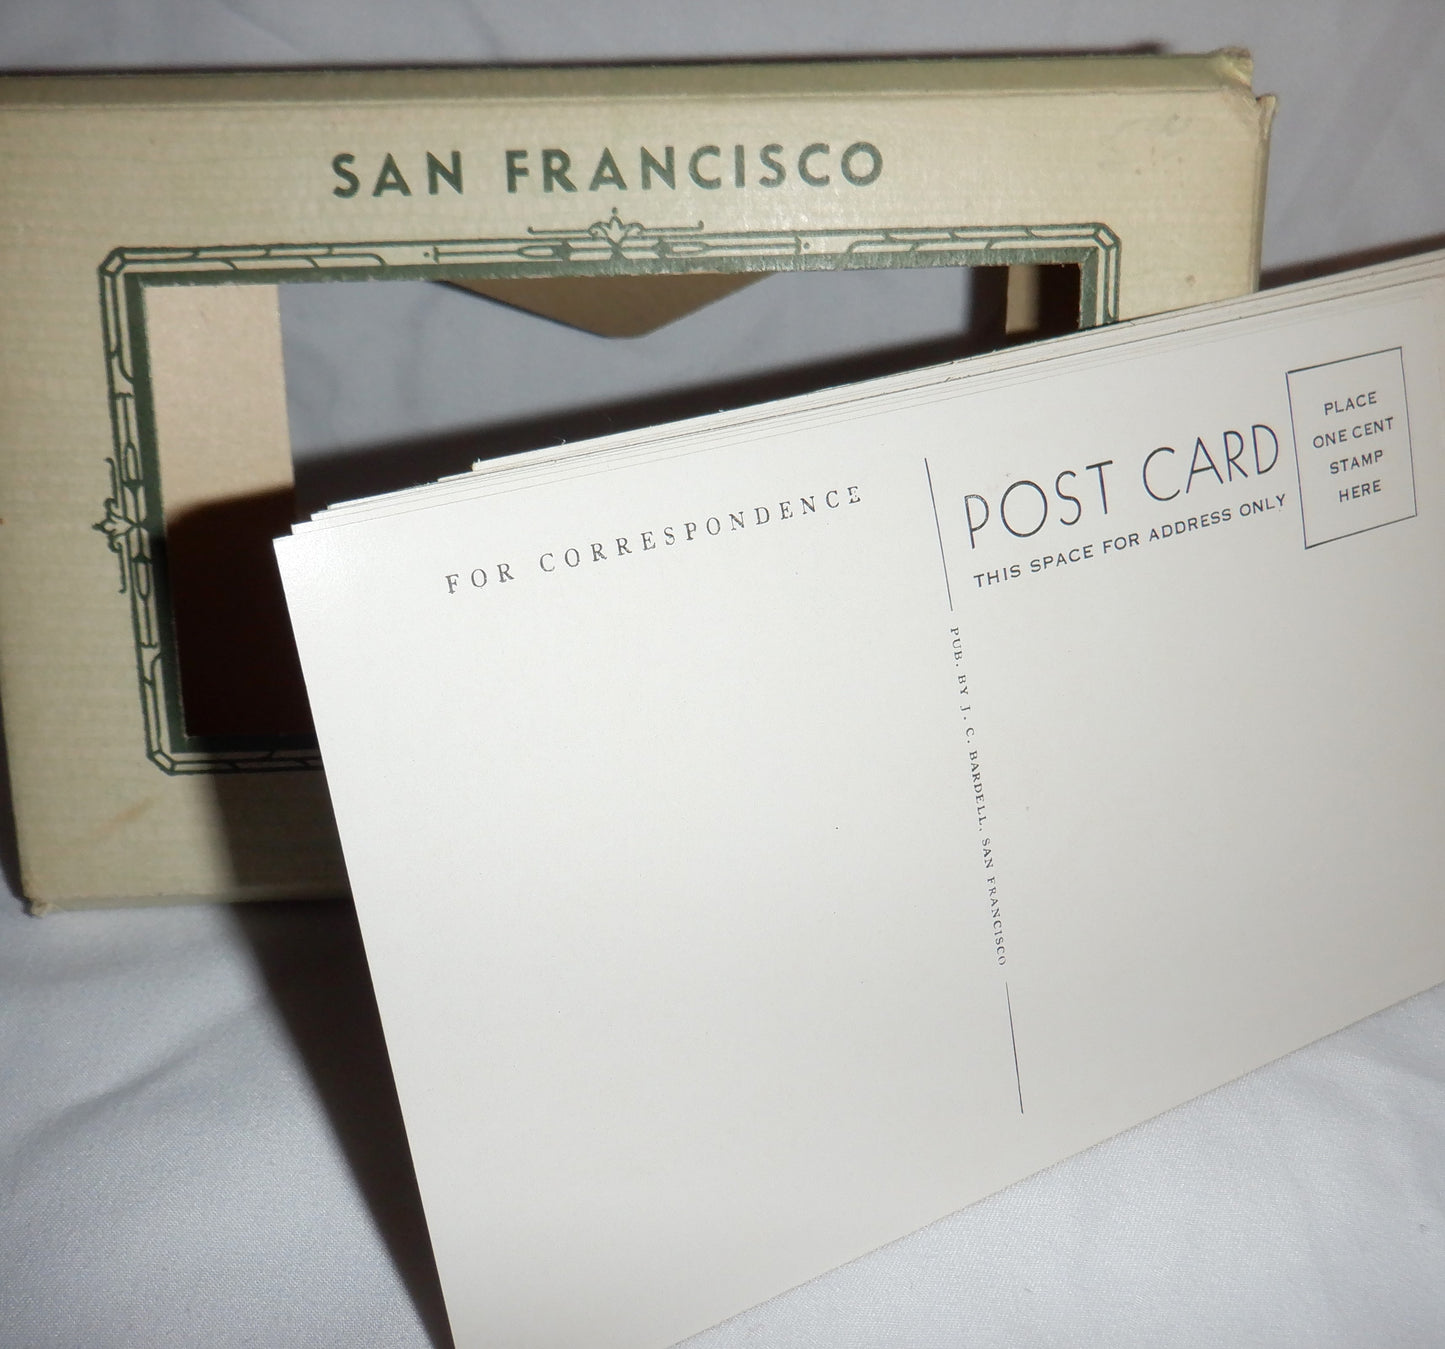 SAN FRANCISCO
FOR CORRESPONDENCE
POST CARD
THIS SPACE FOR ADDRESS ONLY
PLACE
ONE CENT
STAMP
HERE
PUB. BY J. C. BARDELL, SAN FRANCISCO